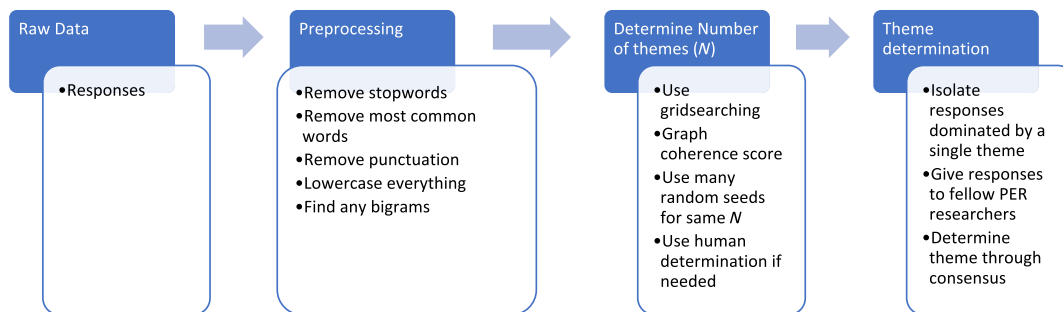 Raw Data
•Responses
Preprocessing
•Remove stopwords
•Remove most common
words
•Remove punctuation
•Lowercase everything
•Find any bigrams
Determine Number
of themes (N)
•Use
gridsearching
•Graph
coherence score
•Use many
random seeds
for same N
•Use human
determination if
needed
Theme
determination
•Isolate
responses
dominated by a
single theme
•Give responses
to fellow PER
researchers
•Determine
theme through
consensus